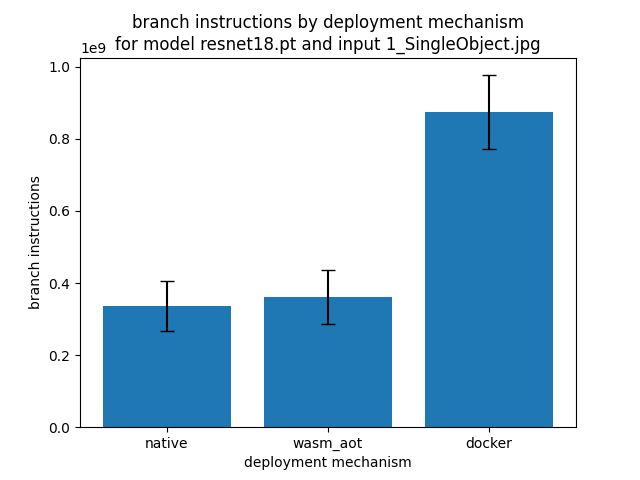 branch instructions by deployment mechanism
for model resnet18.pt and input 1_SingleObject.jpg
1e9
1.0
0.8
0.6
0.4
0.2
0.0
branch instructions
native wasm_aot docker
deployment mechanism